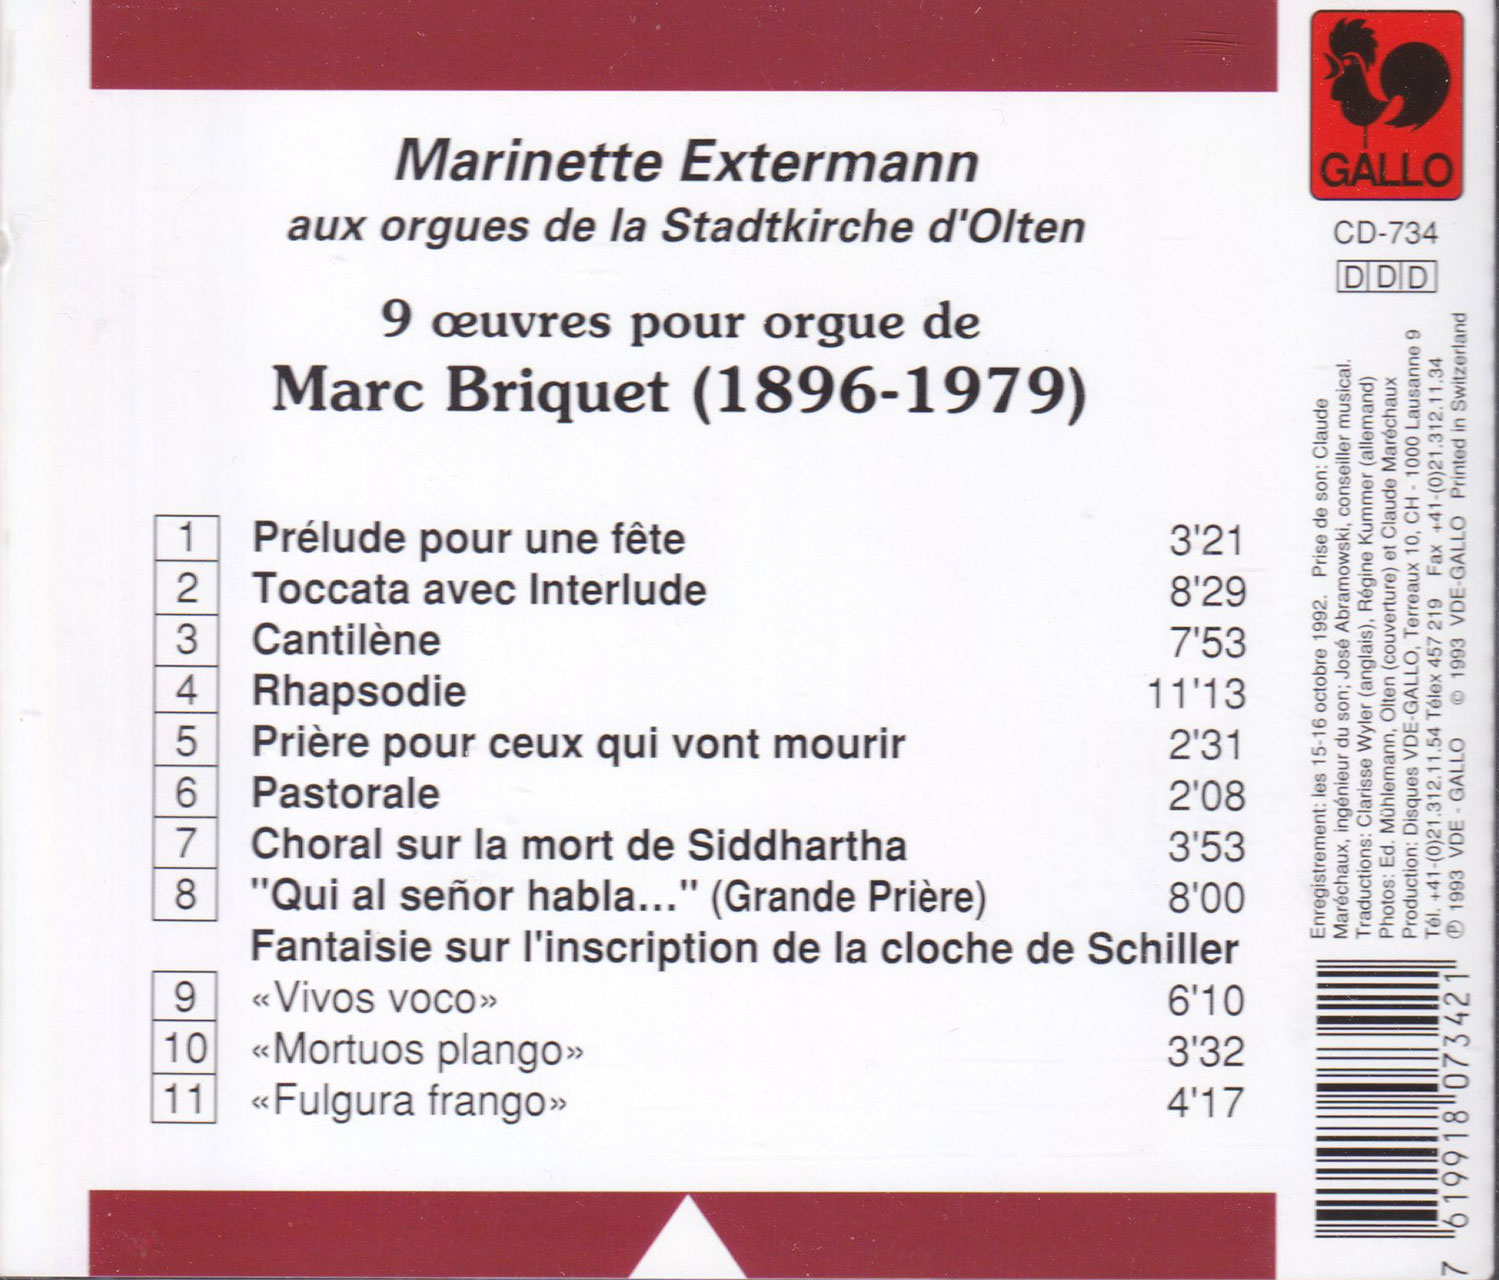 Marinette Extermann
aux orgues de la Stadtkirche d'Olten
9 œuvres pour orgue de
Marc Briquet (1896-1979)
1 Prélude pour une fête 3'21
2 Toccata avec Interlude 8'29
3 Cantilène 7'53
4 Rhapsodie 11'13
5 Prière pour ceux qui vont mourir 2'31
6 Pastorale 2'08
7 Choral sur la mort de Siddhartha 3'53
8 "Qui al señor habla..." (Grande Prière) 8'00
Fantaisie sur l'inscription de la cloche de Schiller
9 «Vivos voco» 6'10
10 «Mortuos plango» 3'32
11 «Fulgura frango» 4'17
GALLO
CD-734
DDD
Enregistrement: les 15-16 octobre 1992. Prise de son: Claude
Maréchaux, ingénieur du son; José Abramowski, conseiller musical.
Traductions: Clarisse Wyler (anglais), Régine Kummer (allemand)
Photos: Ed. Mühlemann, Olten (couverture) et Claude Maréchaux
Production: Disques VDE-GALLO, Terreaux 10, CH - 1000 Lausanne 9
Tél. +41-(0)21.312.11.54 Télex 457 219 Fax +41-(0)21.312.11.34
℗ 1993 VDE - GALLO © 1993 VDE-GALLO Printed in Switzerland
7 619918 073421